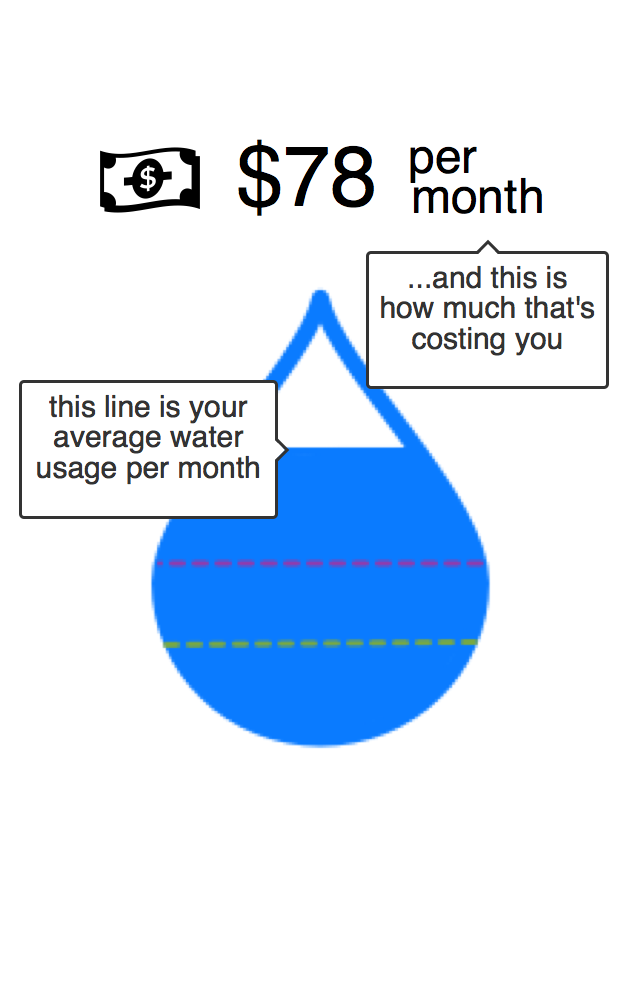 $
$78
per
month
...and this is
how much that's
costing you
this line is your
average water
usage per month